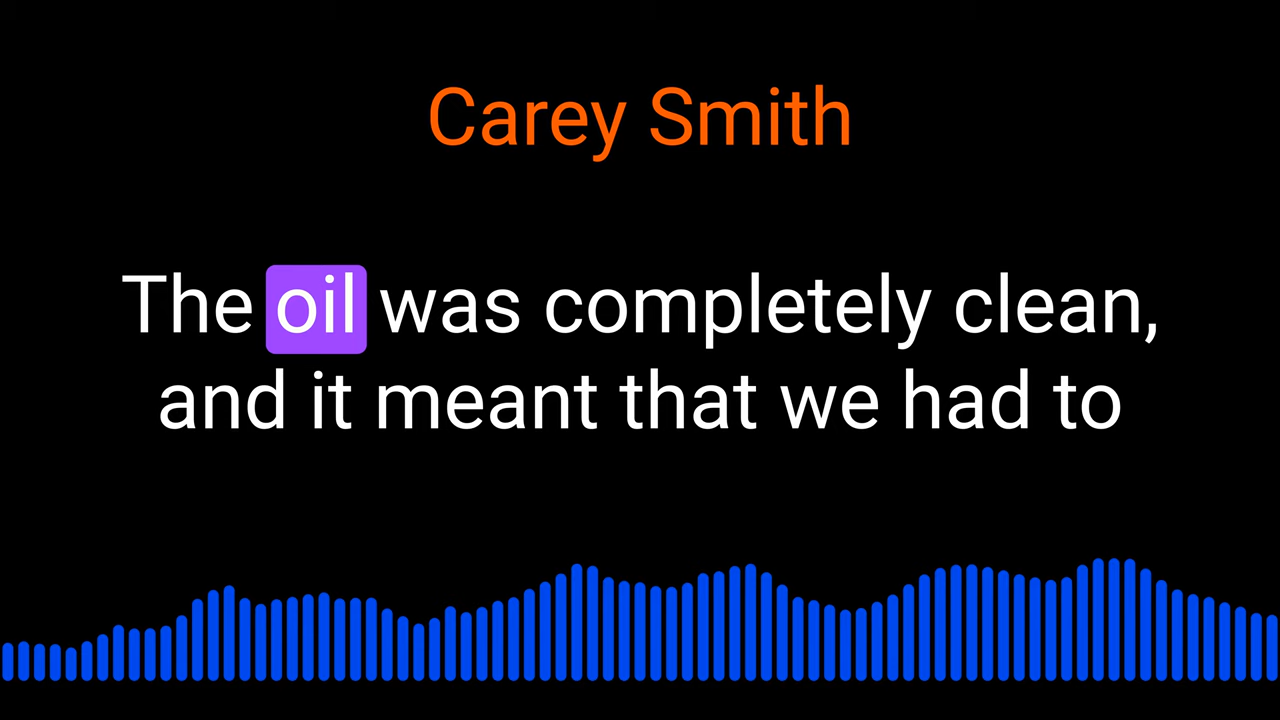 Carey Smith
The oil was completely clean,
and it meant that we had to